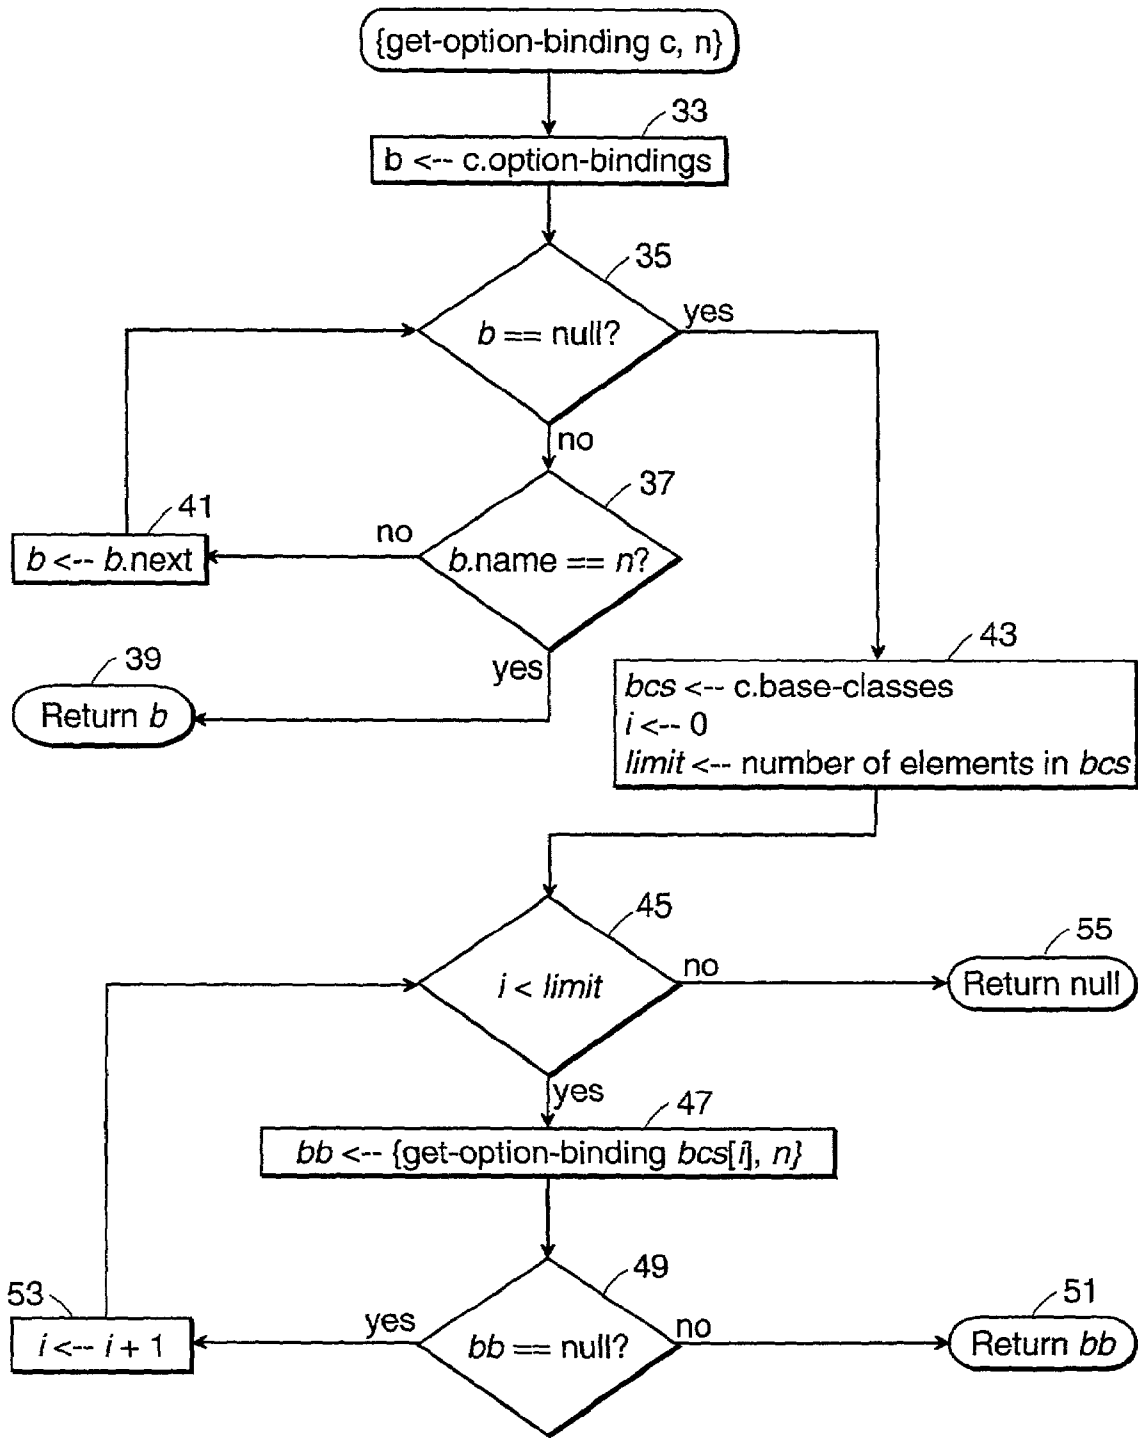 {get-option-binding c, n}
33
b <-- c.option-bindings
35
b == null?
yes
no
37
b.name == n?
no
41
b <-- b.next
yes
39
Return b
43
bcs <-- c.base-classes
i <-- 0
limit <-- number of elements in bcs
45
i < limit
no
55
Return null
yes
47
bb <-- {get-option-binding bcs[i], n}
49
bb == null?
yes
53
i <-- i + 1
no
51
Return bb